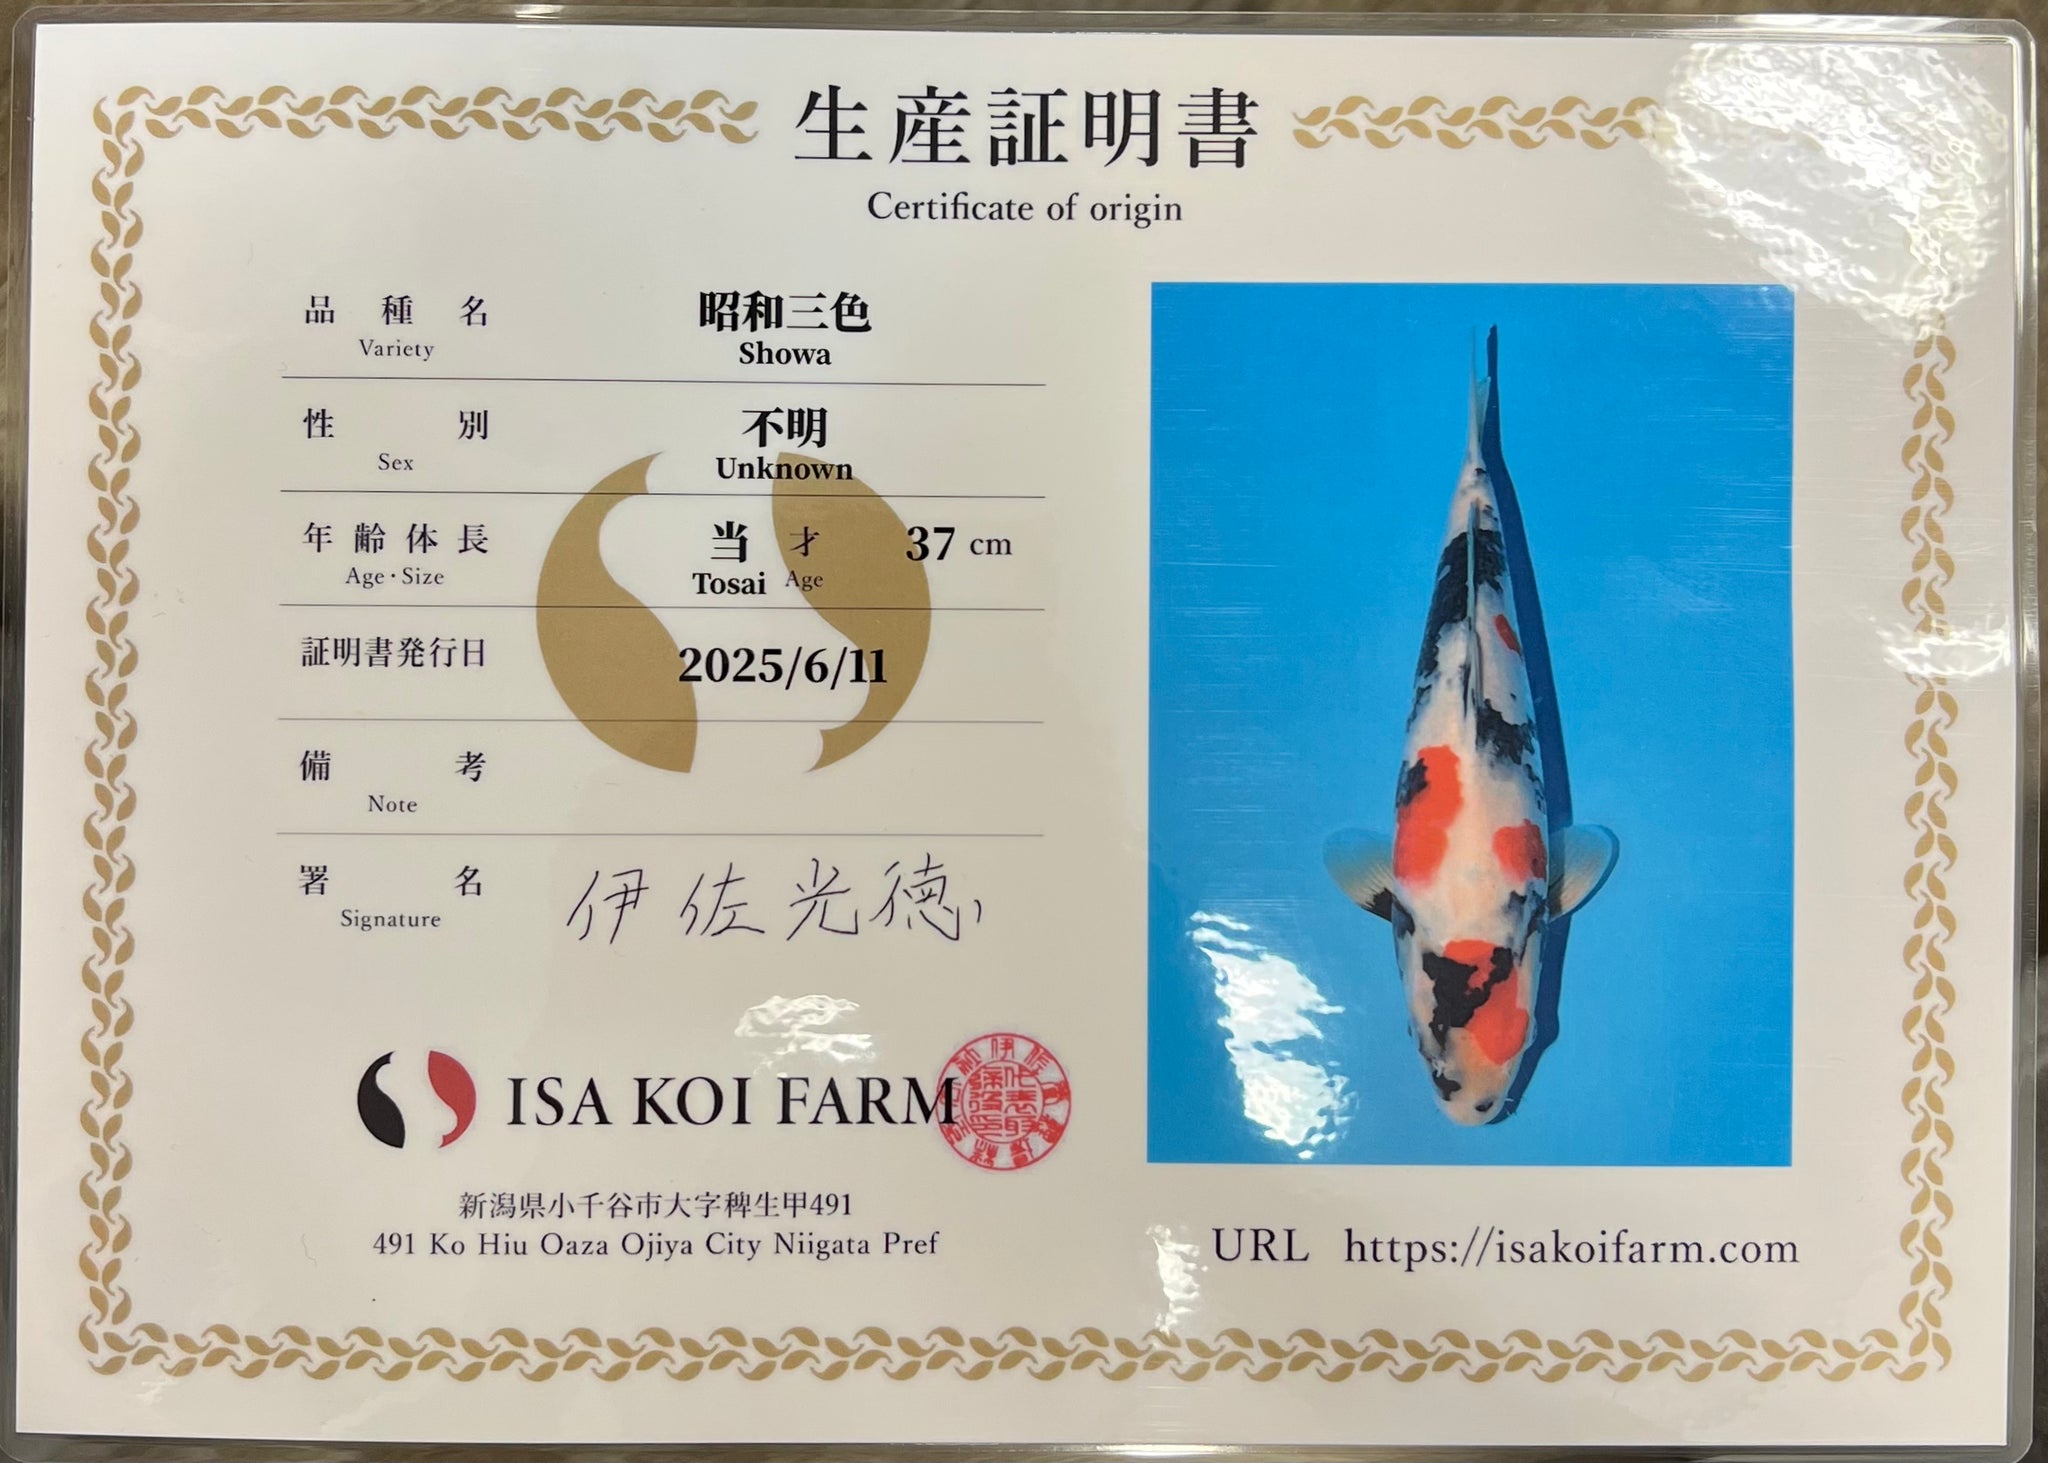 生産証明書
Certificate of origin
品種名 昭和三色
Variety Showa
性別 不明
Sex Unknown
年齢体長 当才 37 cm
Age・Size Tosai Age
証明書発行日 2025/6/11
備考
Note
署名 伊佐光徳
Signature
ISA KOI FARM
新潟県小千谷市大字稗生甲491
491 Ko Hiu Oaza Ojiya City Niigata Pref
URL https://isakoifarm.com